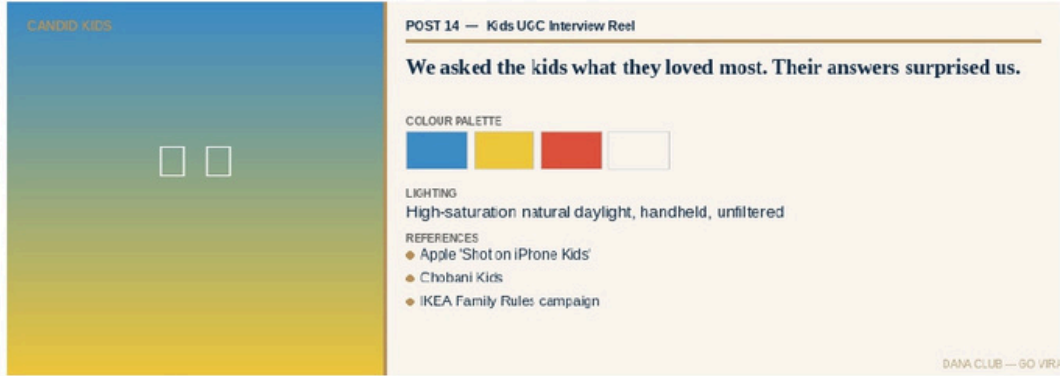 CANDID KIDS
POST 14 — Kids UGC Interview Reel
We asked the kids what they loved most. Their answers surprised us.
COLOUR PALETTE
LIGHTING
High-saturation natural daylight, handheld, unfiltered
REFERENCES
Apple 'Shot on iPhone Kids'
Chobani Kids
IKEA Family Rules campaign
DANA CLUB — GO VIR